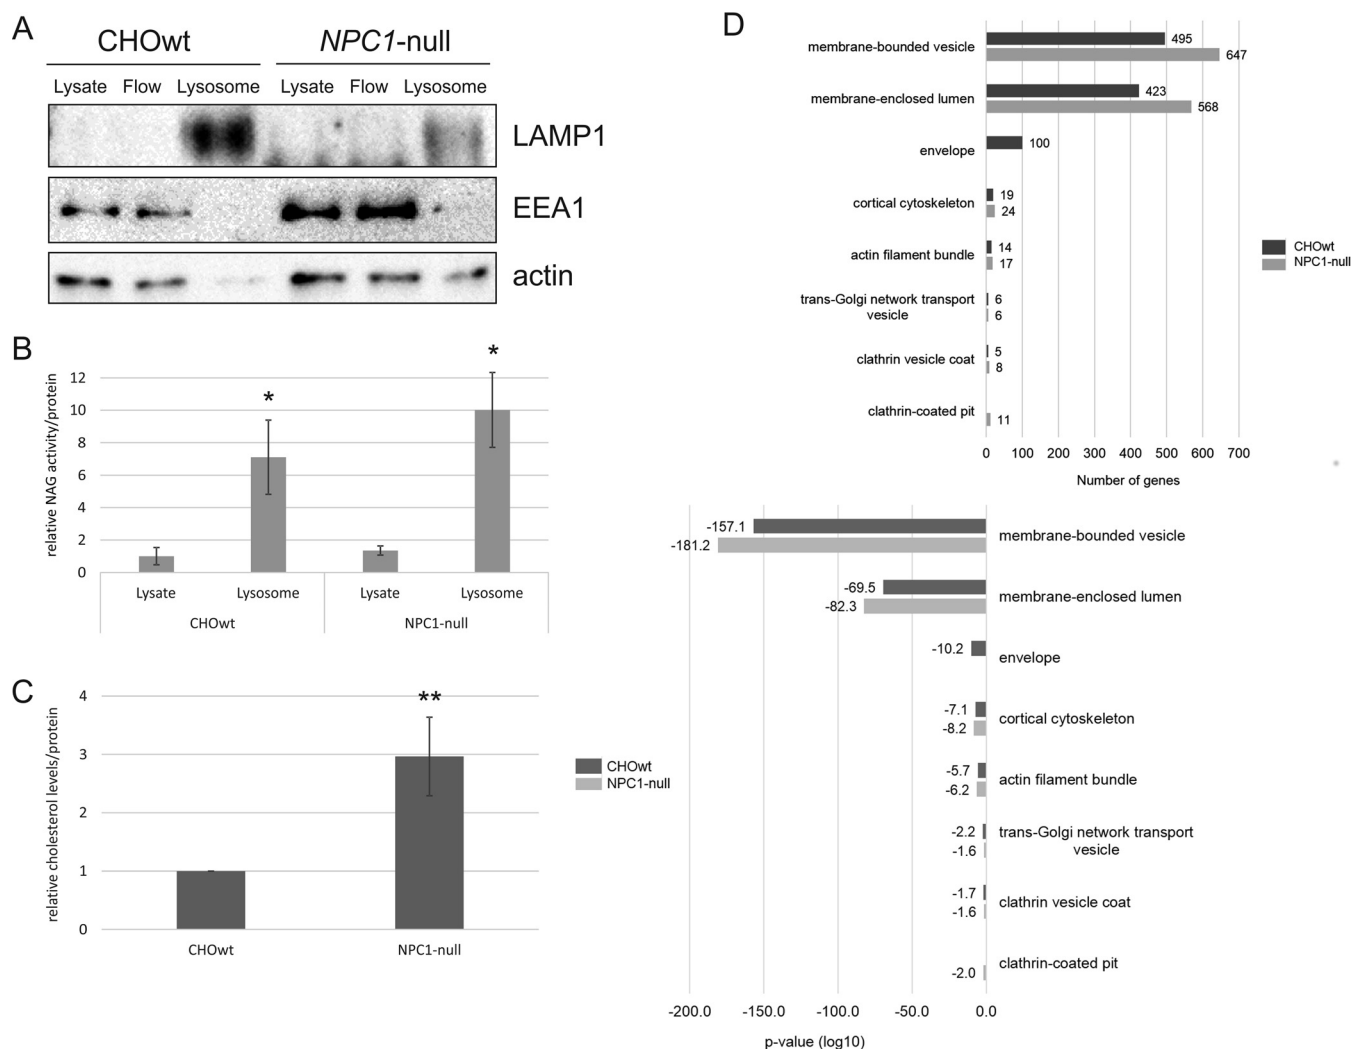 A
CHOwt
NPC1-null
Lysate Flow Lysosome Lysate Flow Lysosome
LAMP1
EEA1
actin
B
relative NAG activity/protein
12
10
8
6
4
2
0
*
*
Lysate Lysosome Lysate Lysosome
CHOwt NPC1-null
C
relative cholesterol levels/protein
4
3
2
1
0
**
CHOwt NPC1-null
D
membrane-bounded vesicle
495
647
membrane-enclosed lumen
423
568
envelope
100
cortical cytoskeleton
19
24
actin filament bundle
14
17
trans-Golgi network transport
vesicle
6
6
clathrin vesicle coat
5
8
clathrin-coated pit
11
0 100 200 300 400 500 600 700
Number of genes
CHOwt
NPC1-null
-157.1
-181.2
membrane-bounded vesicle
-69.5
-82.3
membrane-enclosed lumen
-10.2
envelope
-7.1
-8.2
cortical cytoskeleton
-5.7
-6.2
actin filament bundle
-2.2
-1.6
trans-Golgi network transport
vesicle
-1.7
-1.6
clathrin vesicle coat
-2.0
clathrin-coated pit
-200.0 -150.0 -100.0 -50.0 0.0
p-value (log10)
CHOwt
NPC1-null